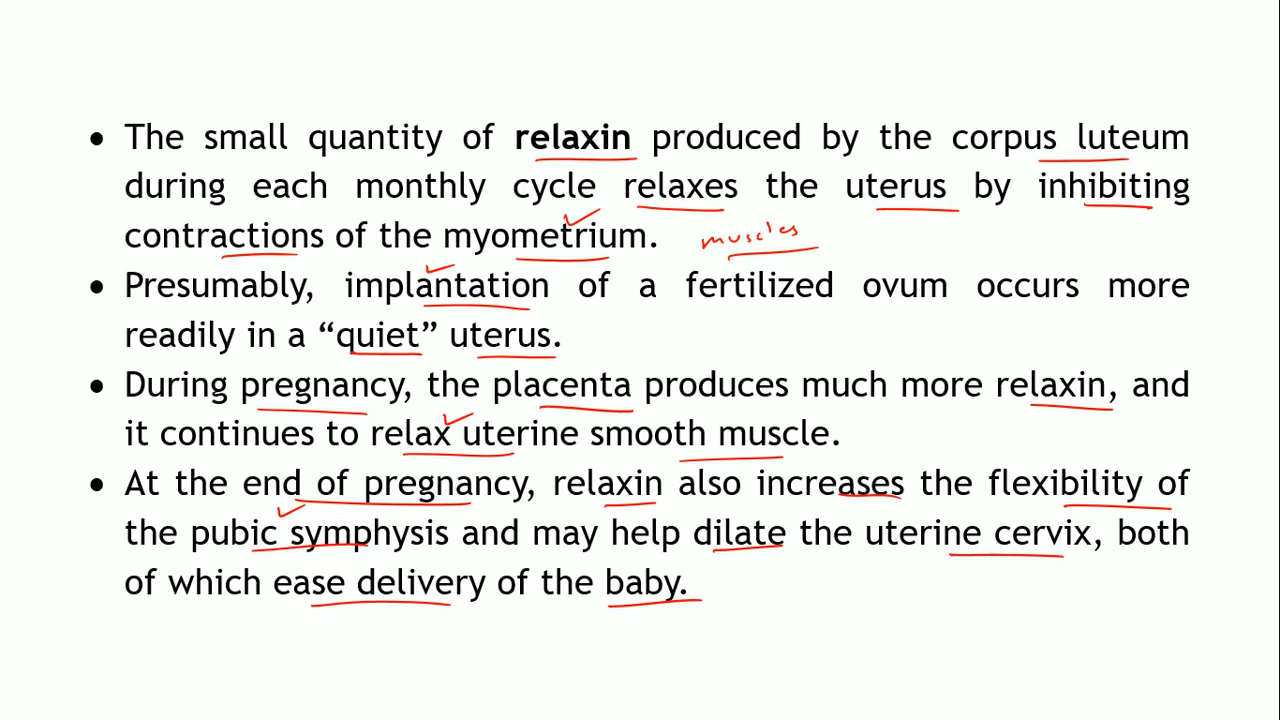 • The small quantity of relaxin produced by the corpus luteum
during each monthly cycle relaxes the uterus by inhibiting
contractions of the myometrium. muscles
• Presumably, implantation of a fertilized ovum occurs more
readily in a “quiet” uterus.
• During pregnancy, the placenta produces much more relaxin, and
it continues to relax uterine smooth muscle.
• At the end of pregnancy, relaxin also increases the flexibility of
the pubic symphysis and may help dilate the uterine cervix, both
of which ease delivery of the baby.